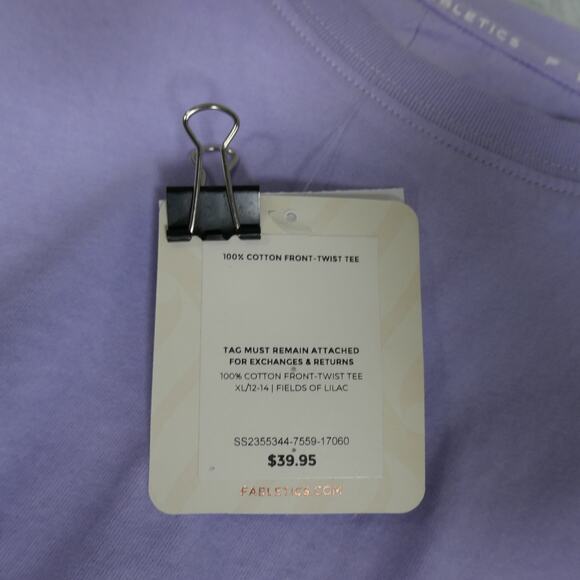 FABLETICS F
100% COTTON FRONT-TWIST TEE
TAG MUST REMAIN ATTACHED
FOR EXCHANGES & RETURNS
100% COTTON FRONT-TWIST TEE
XL/12-14 | FIELDS OF LILAC
SS2355344-7559-17060
$39.95
FABLETICS.COM